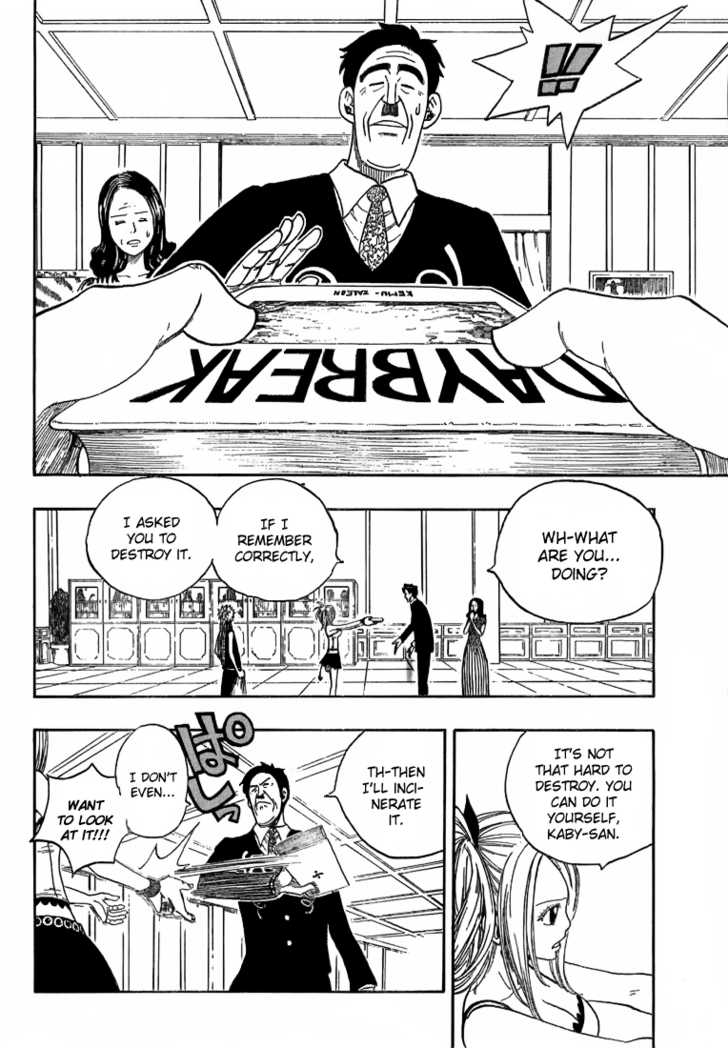 !!
KEMU-ZALEON
DAYBREAK
WH-WHAT
ARE YOU...
DOING?
IF I
REMEMBER
CORRECTLY,
I ASKED
YOU TO
DESTROY IT.
IT'S NOT
THAT HARD TO
DESTROY. YOU
CAN DO IT
YOURSELF,
KABY-SAN.
TH-THEN
I'LL INCI-
NERATE
IT.
ぱしっ
I DON'T
EVEN...
WANT
TO LOOK
AT IT!!!